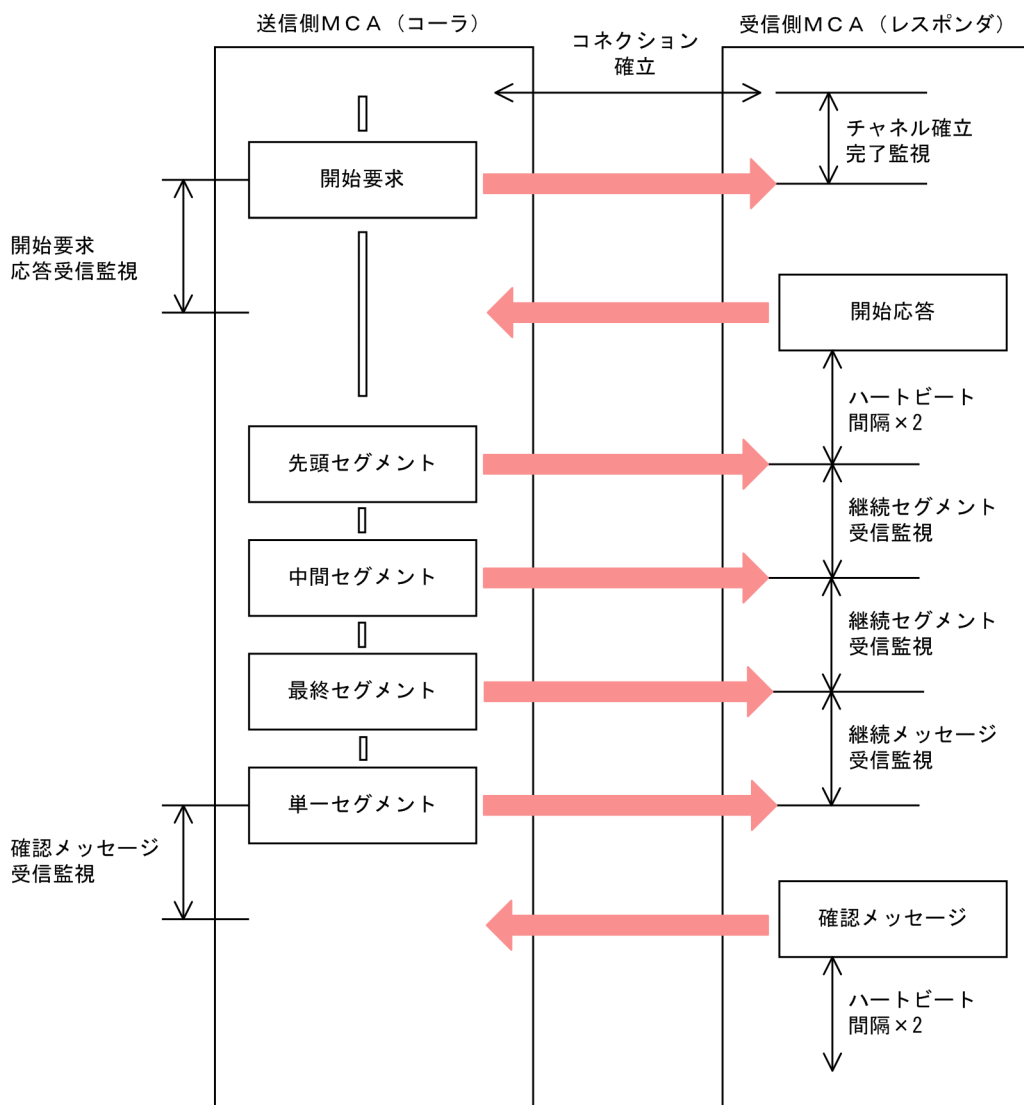 送信側ＭＣＡ（コーラ）
受信側ＭＣＡ（レスポンダ）
コネクション
確立
チャネル確立
完了監視
開始要求
開始要求
応答受信監視
開始応答
ハートビート
間隔×2
先頭セグメント
継続セグメント
受信監視
中間セグメント
継続セグメント
受信監視
最終セグメント
継続メッセージ
受信監視
単一セグメント
確認メッセージ
受信監視
確認メッセージ
ハートビート
間隔×2